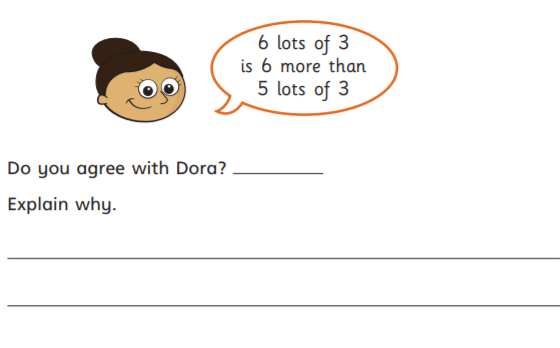 6 lots of 3
is 6 more than
5 lots of 3
Do you agree with Dora?
Explain why.